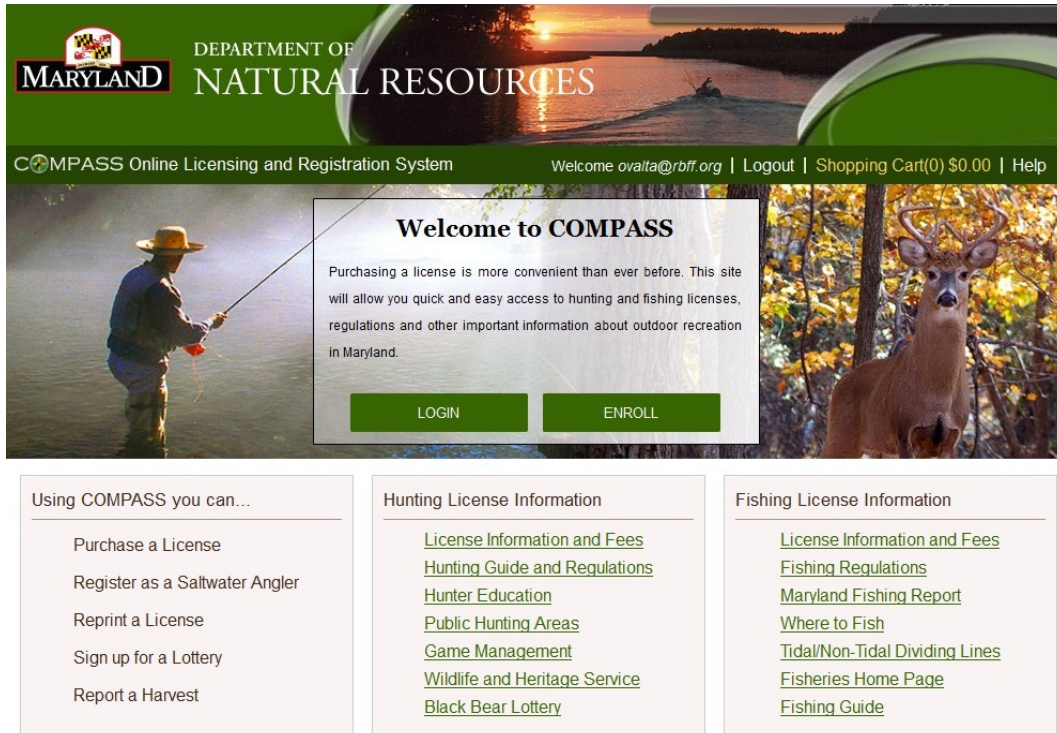 MARYLAND
DEPARTMENT OF
NATURAL RESOURCES
COMPASS Online Licensing and Registration System
Welcome ovalta@rbff.org | Logout | Shopping Cart(0) $0.00 | Help
Welcome to COMPASS
Purchasing a license is more convenient than ever before. This site
will allow you quick and easy access to hunting and fishing licenses,
regulations and other important information about outdoor recreation
in Maryland.
LOGIN
ENROLL
Using COMPASS you can...
Purchase a License
Register as a Saltwater Angler
Reprint a License
Sign up for a Lottery
Report a Harvest
Hunting License Information
License Information and Fees
Hunting Guide and Regulations
Hunter Education
Public Hunting Areas
Game Management
Wildlife and Heritage Service
Black Bear Lottery
Fishing License Information
License Information and Fees
Fishing Regulations
Maryland Fishing Report
Where to Fish
Tidal/Non-Tidal Dividing Lines
Fisheries Home Page
Fishing Guide